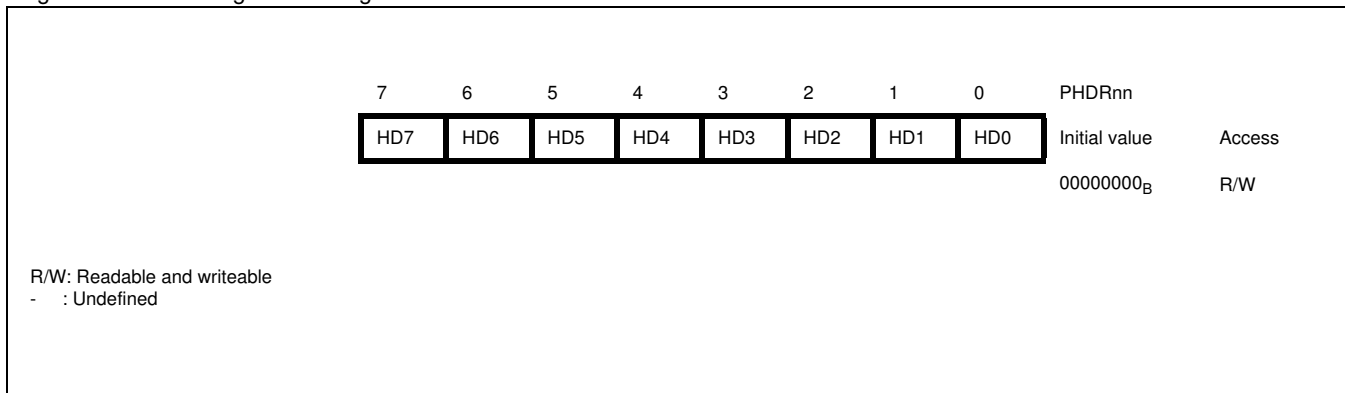 7 6 5 4 3 2 1 0 PHDRnn
HD7 HD6 HD5 HD4 HD3 HD2 HD1 HD0 Initial value Access
00000000B R/W
R/W: Readable and writeable
- : Undefined